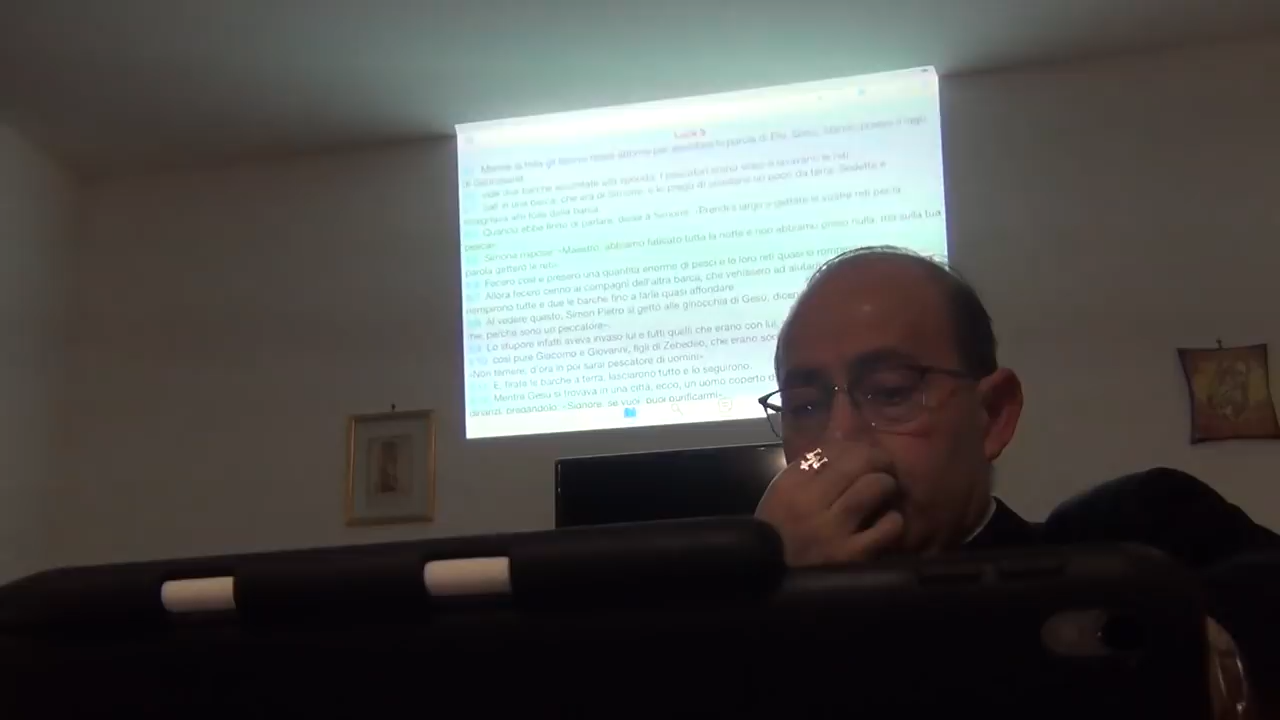 Luca 5
Mentre la folla gli faceva ressa attorno per ascoltare la parola di Dio, Gesù, stando presso il lago
di Gennèsaret
vide due barche accostate alla sponda. I pescatori erano scesi e lavavano le reti.
Salì in una barca, che era di Simone, e lo pregò di scostarsi un poco da terra. Sedette e
insegnava alle folle dalla barca.
Quando ebbe finito di parlare, disse a Simone: «Prendi il largo e gettate le vostre reti per la
pesca».
Simone rispose: «Maestro, abbiamo faticato tutta la notte e non abbiamo preso nulla; ma sulla tua
parola getterò le reti».
Fecero così e presero una quantità enorme di pesci e le loro reti quasi si rompe
Allora fecero cenno ai compagni dell'altra barca, che venissero ad aiutar
riempirono tutte e due le barche fino a farle quasi affondare.
Al vedere questo, Simon Pietro si gettò alle ginocchia di Gesù, dicen
me, perché sono un peccatore».
Lo stupore infatti aveva invaso lui e tutti quelli che erano con lui,
così pure Giacomo e Giovanni, figli di Zebedeo, che erano soc
«Non temere; d'ora in poi sarai pescatore di uomini».
E, tirate le barche a terra, lasciarono tutto e lo seguirono.
Mentre Gesù si trovava in una città, ecco, un uomo coperto d
dinanzi, pregandolo: «Signore, se vuoi, puoi purificarmi».